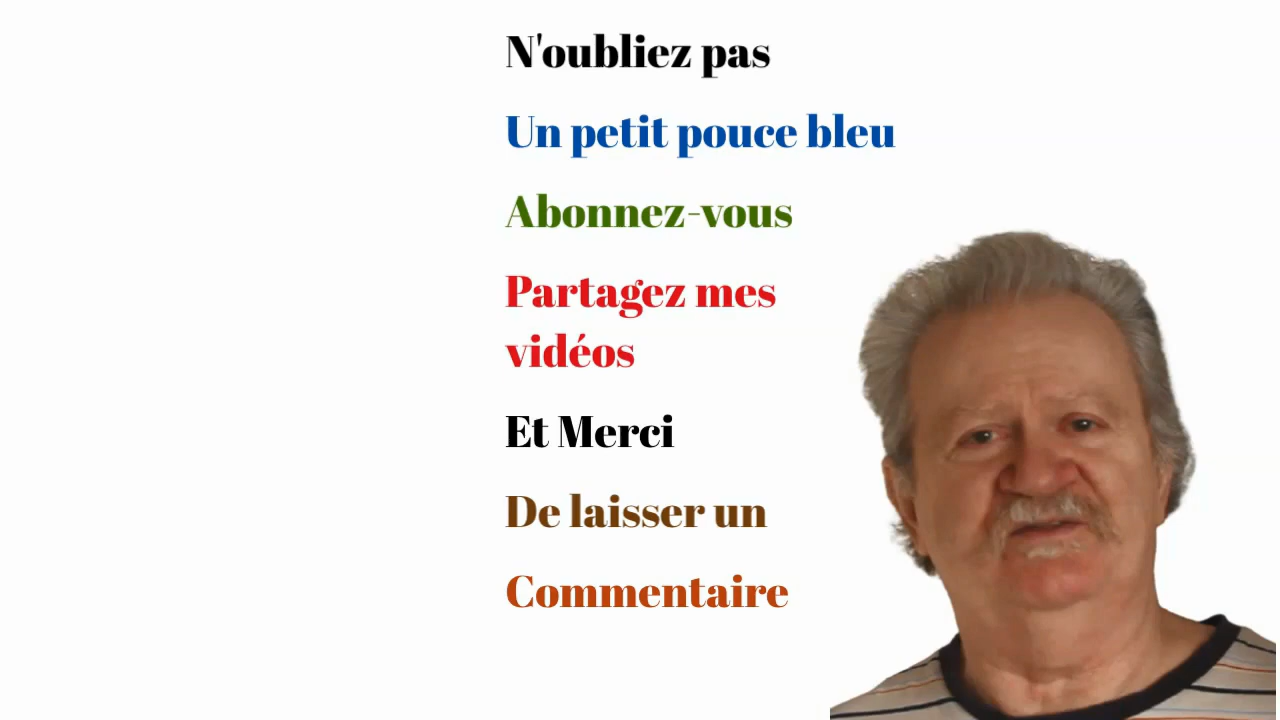 N'oubliez pas
Un petit pouce bleu
Abonnez-vous
Partagez mes
vidéos
Et Merci
De laisser un
Commentaire